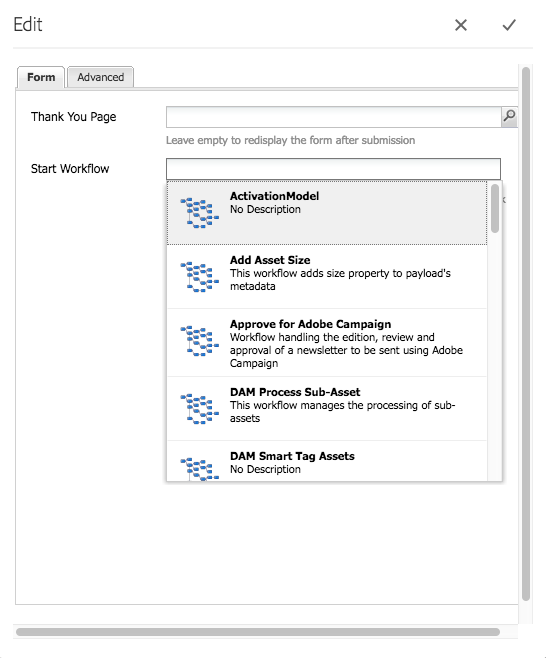 Edit
Form
Advanced
Thank You Page
Leave empty to redisplay the form after submission
Start Workflow
ActivationModel
No Description
Add Asset Size
This workflow adds size property to payload's
metadata
Approve for Adobe Campaign
Workflow handling the edition, review and
approval of a newsletter to be sent using Adobe
Campaign
DAM Process Sub-Asset
This workflow manages the processing of sub-
assets
DAM Smart Tag Assets
No Description